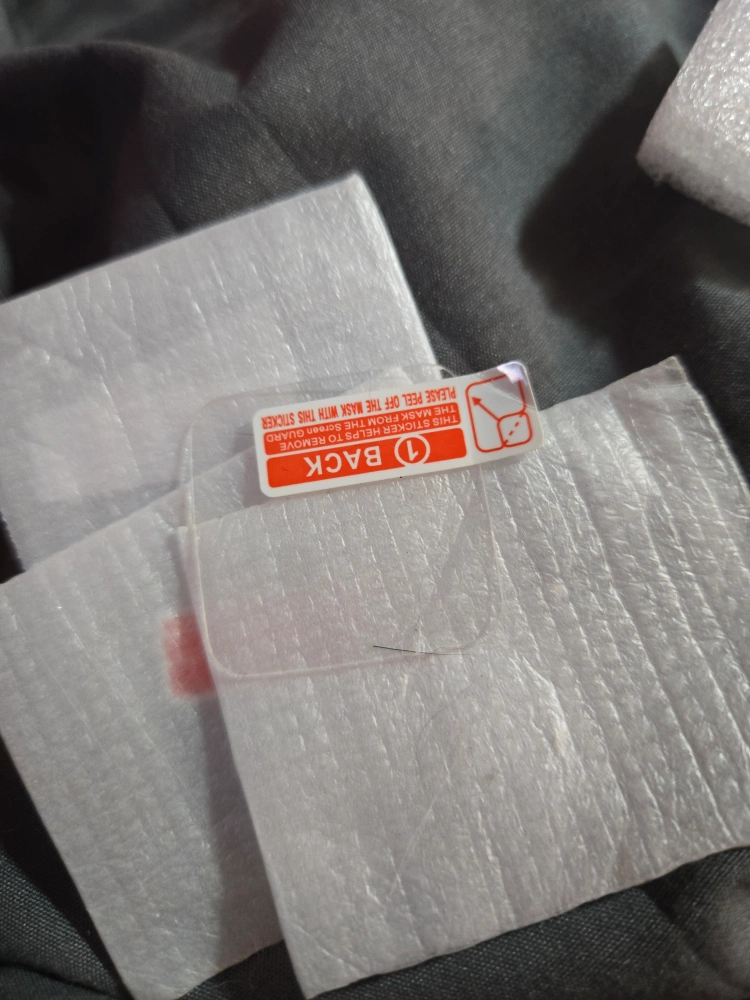 ① BACK
THIS STICKER HELPS TO REMOVE
THE MASK FROM THE Screen GUARD
PLEASE PEEL OFF THE MASK WITH THIS STICKER